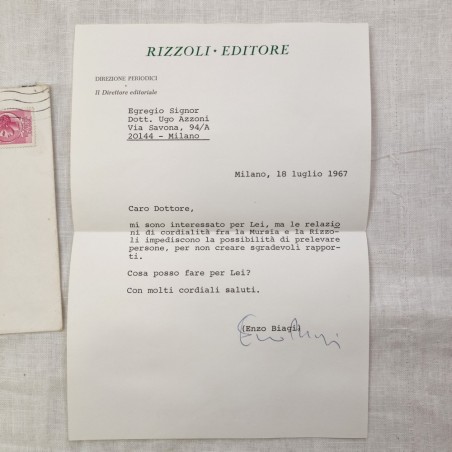 RIZZOLI • EDITORE
DIREZIONE PERIODICI
Il Direttore editoriale
Egregio Signor
Dott. Ugo Azzoni
Via Savona, 94/A
20144 - Milano
Milano, 18 luglio 1967
Caro Dottore,
mi sono interessato per Lei, ma le relazio
ni di cordialità fra la Mursia e la Rizzo-
li impediscono la possibilità di prelevare
persone, per non creare sgradevoli rappor-
ti.
Cosa posso fare per Lei?
Con molti cordiali saluti.
(Enzo Biagi)